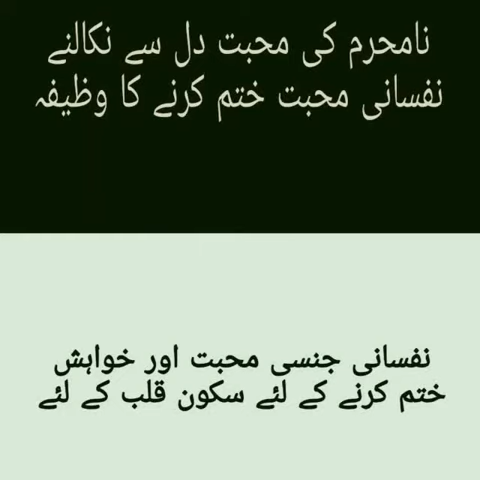 نامحرم کی محبت دل سے نکالنے
نفسانی محبت ختم کرنے کا وظیفہ
نفسانی جنسی محبت اور خواہش
ختم کرنے کے لئے سکون قلب کے لئے